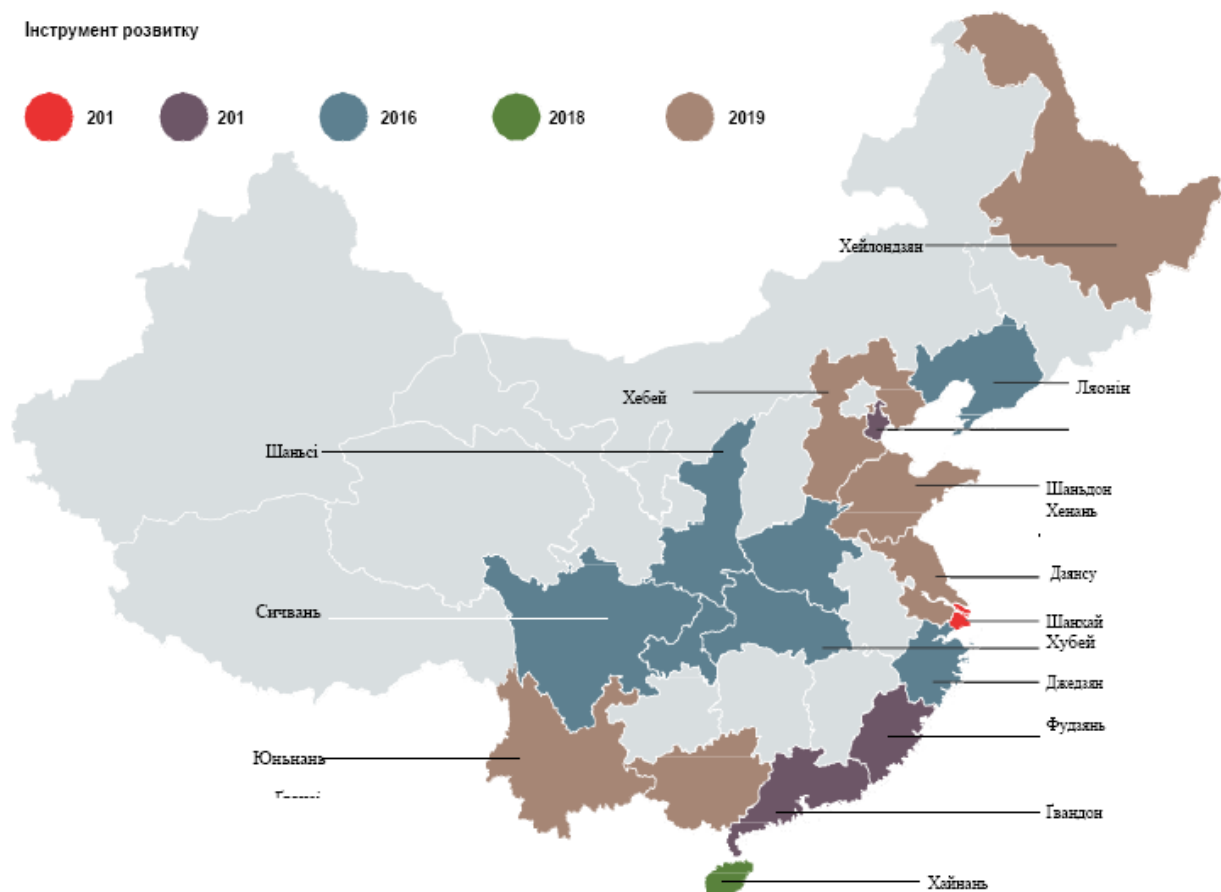 Інструмент розвитку
201
201
2016
2018
2019
Хейлондзян
Хебей
Ляонін
Шаньсі
Шаньдон
Хенань
Дзянсу
Сичвань
Шанхай
Хубей
Джедзян
Фудзянь
Юньнань
Ґвандон
Хайнань